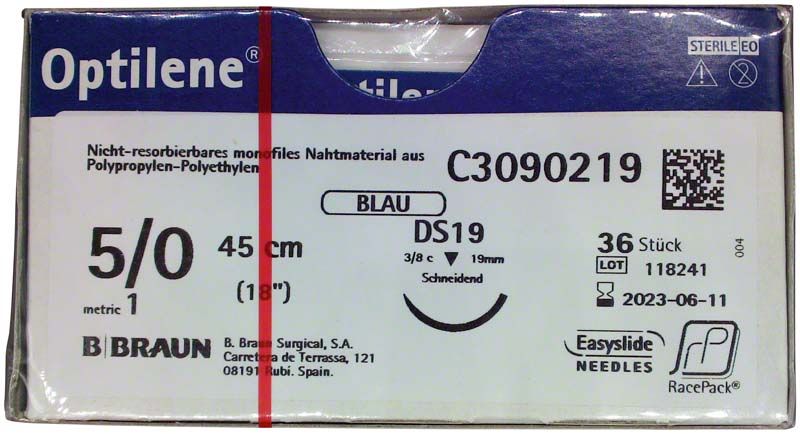 Optilene®
STERILE EO
Nicht-resorbierbares monofiles Nahtmaterial aus
Polypropylen-Polyethylen
C3090219
BLAU
5/0 45 cm
(18")
metric 1
DS19
3/8 c 19mm
Schneidend
36 Stück
LOT 118241
2023-06-11
004
B BRAUN
B. Braun Surgical, S.A.
Carretera de Terrassa, 121
08191 Rubí. Spain.
Easyslide
NEEDLES
RacePack®